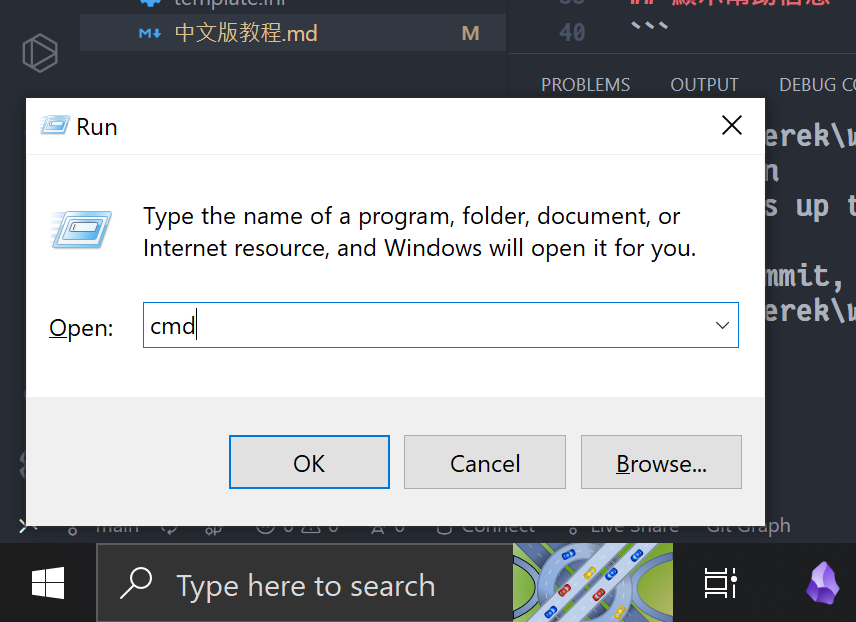 template.ini
中文版教程.md M
40 ```
PROBLEMS OUTPUT DEBUG CO
Run
erek\w
n
s up t
Type the name of a program, folder, document, or
Internet resource, and Windows will open it for you.
mmit,
erek\w
Open: cmd
OK Cancel Browse...
main Connect Live Share Git Graph
Type here to search